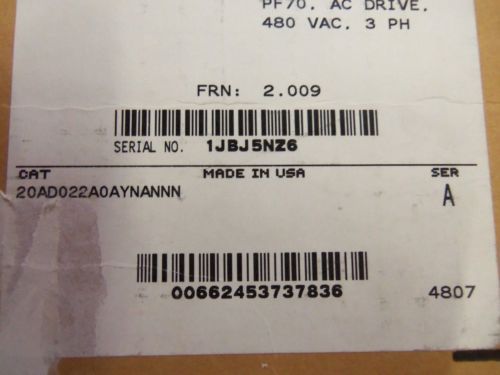 PF70, AC DRIVE,
480 VAC, 3 PH
FRN: 2.009
SERIAL NO. 1JBJ5NZ6
CAT MADE IN USA SER
20AD022A0AYNANNN A
00662453737836 4807